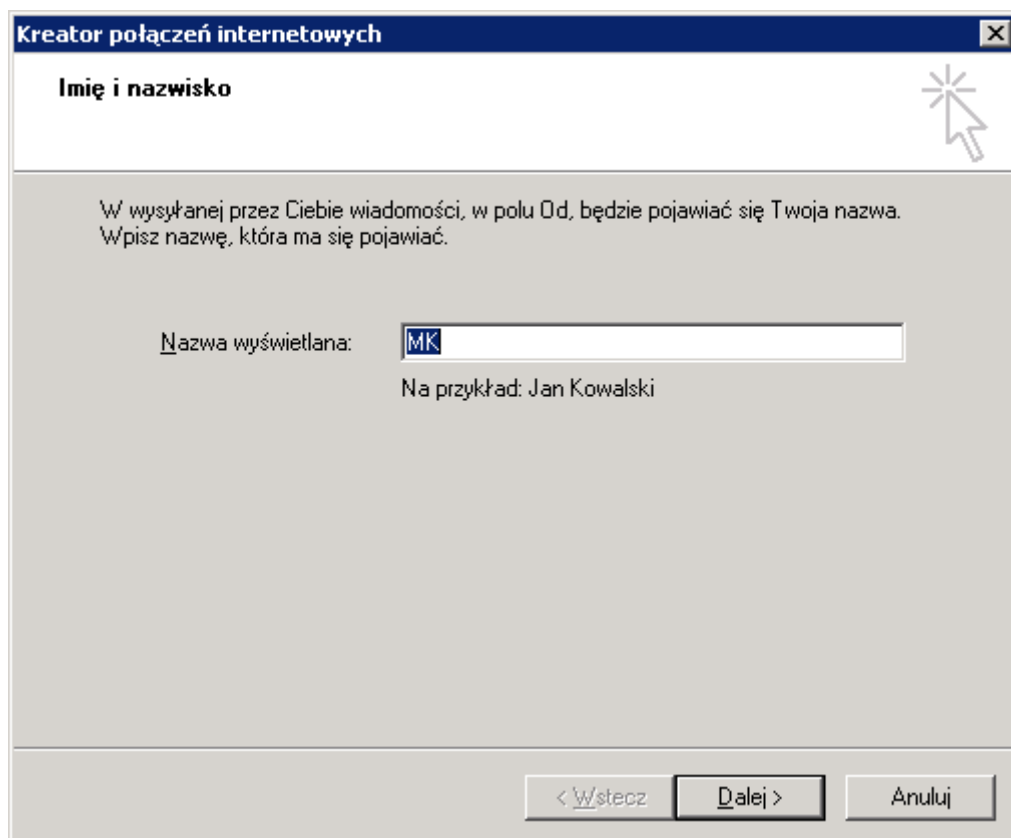 Kreator połączeń internetowych
Imię i nazwisko
W wysyłanej przez Ciebie wiadomości, w polu Od, będzie pojawiać się Twoja nazwa.
Wpisz nazwę, która ma się pojawiać.
Nazwa wyświetlana: MK
Na przykład: Jan Kowalski
< Wstecz Dalej > Anuluj